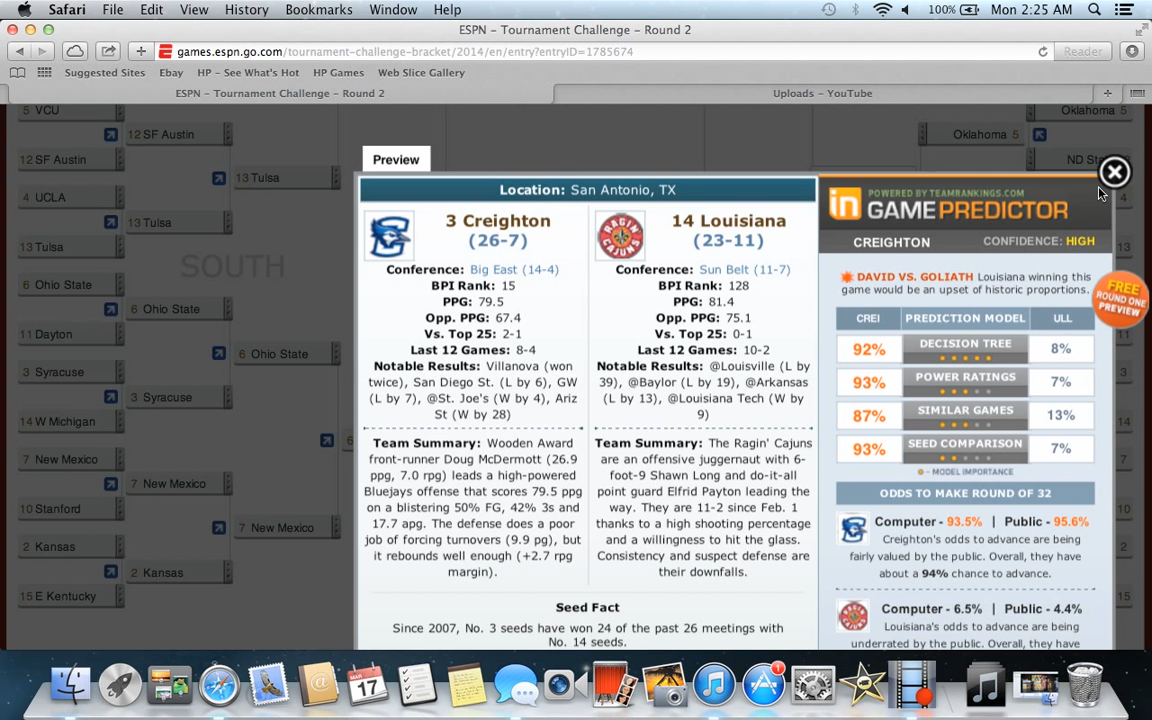 Safari File Edit View History Bookmarks Window Help 100% Mon 2:25 AM
ESPN – Tournament Challenge – Round 2
games.espn.go.com/tournament-challenge-bracket/2014/en/entry?entryID=1785674 Reader
Suggested Sites Ebay HP – See What's Hot HP Games Web Slice Gallery
ESPN – Tournament Challenge – Round 2 Uploads – YouTube
5 VCU
12 SF Austin
12 SF Austin
4 UCLA
13 Tulsa
13 Tulsa
13 Tulsa
SOUTH
6 Ohio State
6 Ohio State
11 Dayton
6 Ohio State
3 Syracuse
3 Syracuse
14 W Michigan
6
7 New Mexico
7 New Mexico
10 Stanford
7 New Mexico
2 Kansas
2 Kansas
15 E Kentucky
Oklahoma
Oklahoma 5
ND St
4
13
11
3
14
7
2
15
Preview
Location: San Antonio, TX
3 Creighton
(26-7)
Conference: Big East (14-4)
BPI Rank: 15
PPG: 79.5
Opp. PPG: 67.4
Vs. Top 25: 2-1
Last 12 Games: 8-4
Notable Results: Villanova (won
twice), San Diego St. (L by 6), GW
(L by 7), @St. Joe's (W by 4), Ariz
St (W by 28)
Team Summary: Wooden Award
front-runner Doug McDermott (26.9
ppg, 7.0 rpg) leads a high-powered
Bluejays offense that scores 79.5 ppg
on a blistering 50% FG, 42% 3s and
17.7 apg. The defense does a poor
job of forcing turnovers (9.9 pg), but
it rebounds well enough (+2.7 rpg
margin).
14 Louisiana
(23-11)
Conference: Sun Belt (11-7)
BPI Rank: 128
PPG: 81.4
Opp. PPG: 75.1
Vs. Top 25: 0-1
Last 12 Games: 10-2
Notable Results: @Louisville (L by
39), @Baylor (L by 19), @Arkansas
(L by 13), @Louisiana Tech (W by
9)
Team Summary: The Ragin' Cajuns
are an offensive juggernaut with 6-
foot-9 Shawn Long and do-it-all
point guard Elfrid Payton leading the
way. They are 11-2 since Feb. 1
thanks to a high shooting percentage
and a willingness to hit the glass.
Consistency and suspect defense are
their downfalls.
Seed Fact
Since 2007, No. 3 seeds have won 24 of the past 26 meetings with
No. 14 seeds.
in POWERED BY TEAMRANKINGS.COM
GAMEPREDICTOR
CREIGHTON CONFIDENCE: HIGH
DAVID VS. GOLIATH Louisiana winning this
game would be an upset of historic proportions.
FREE
ROUND ONE
PREVIEW
CREI PREDICTION MODEL ULL
92% DECISION TREE 8%
93% POWER RATINGS 7%
87% SIMILAR GAMES 13%
93% SEED COMPARISON 7%
- MODEL IMPORTANCE
ODDS TO MAKE ROUND OF 32
Computer - 93.5% | Public - 95.6%
Creighton's odds to advance are being
fairly valued by the public. Overall, they have
about a 94% chance to advance.
Computer - 6.5% | Public - 4.4%
Louisiana's odds to advance are being
underrated by the public. Overall, they have
MAR
17
1